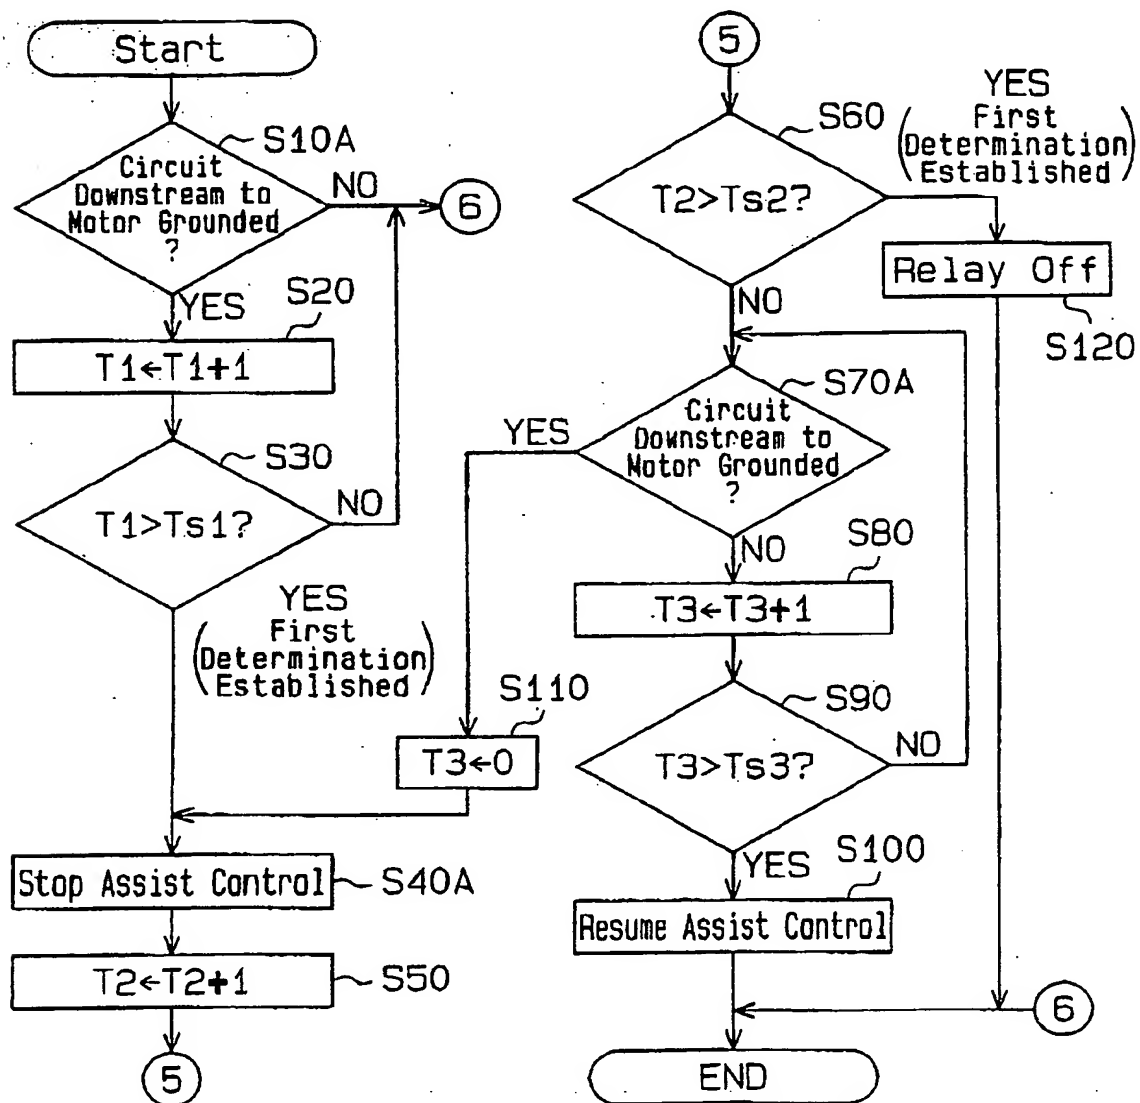 Start
S10A
Circuit
Downstream to
Motor Grounded
?
NO
6
YES
S20
T1←T1+1
S30
T1>Ts1?
NO
YES
(First
Determination
Established)
S110
T3←0
Stop Assist Control
S40A
T2←T2+1
S50
5
5
S60
T2>Ts2?
YES
(First
Determination
Established)
Relay Off
S120
NO
S70A
Circuit
Downstream to
Motor Grounded
?
YES
NO
S80
T3←T3+1
S90
T3>Ts3?
NO
YES
S100
Resume Assist Control
6
END